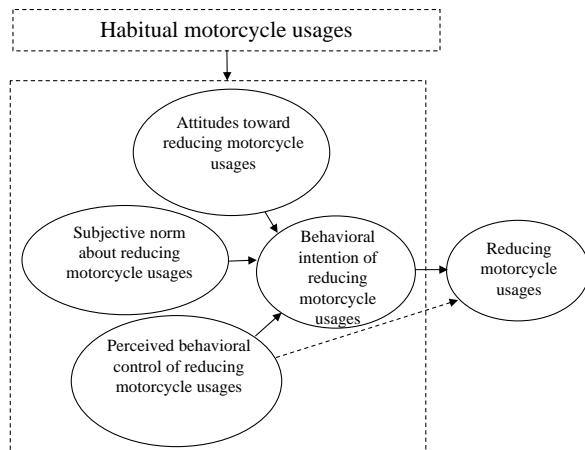 Habitual motorcycle usages
Attitudes toward
reducing motorcycle
usages
Subjective norm
about reducing
motorcycle usages
Behavioral
intention of
reducing
motorcycle
usages
Reducing
motorcycle
usages
Perceived behavioral
control of reducing
motorcycle usages